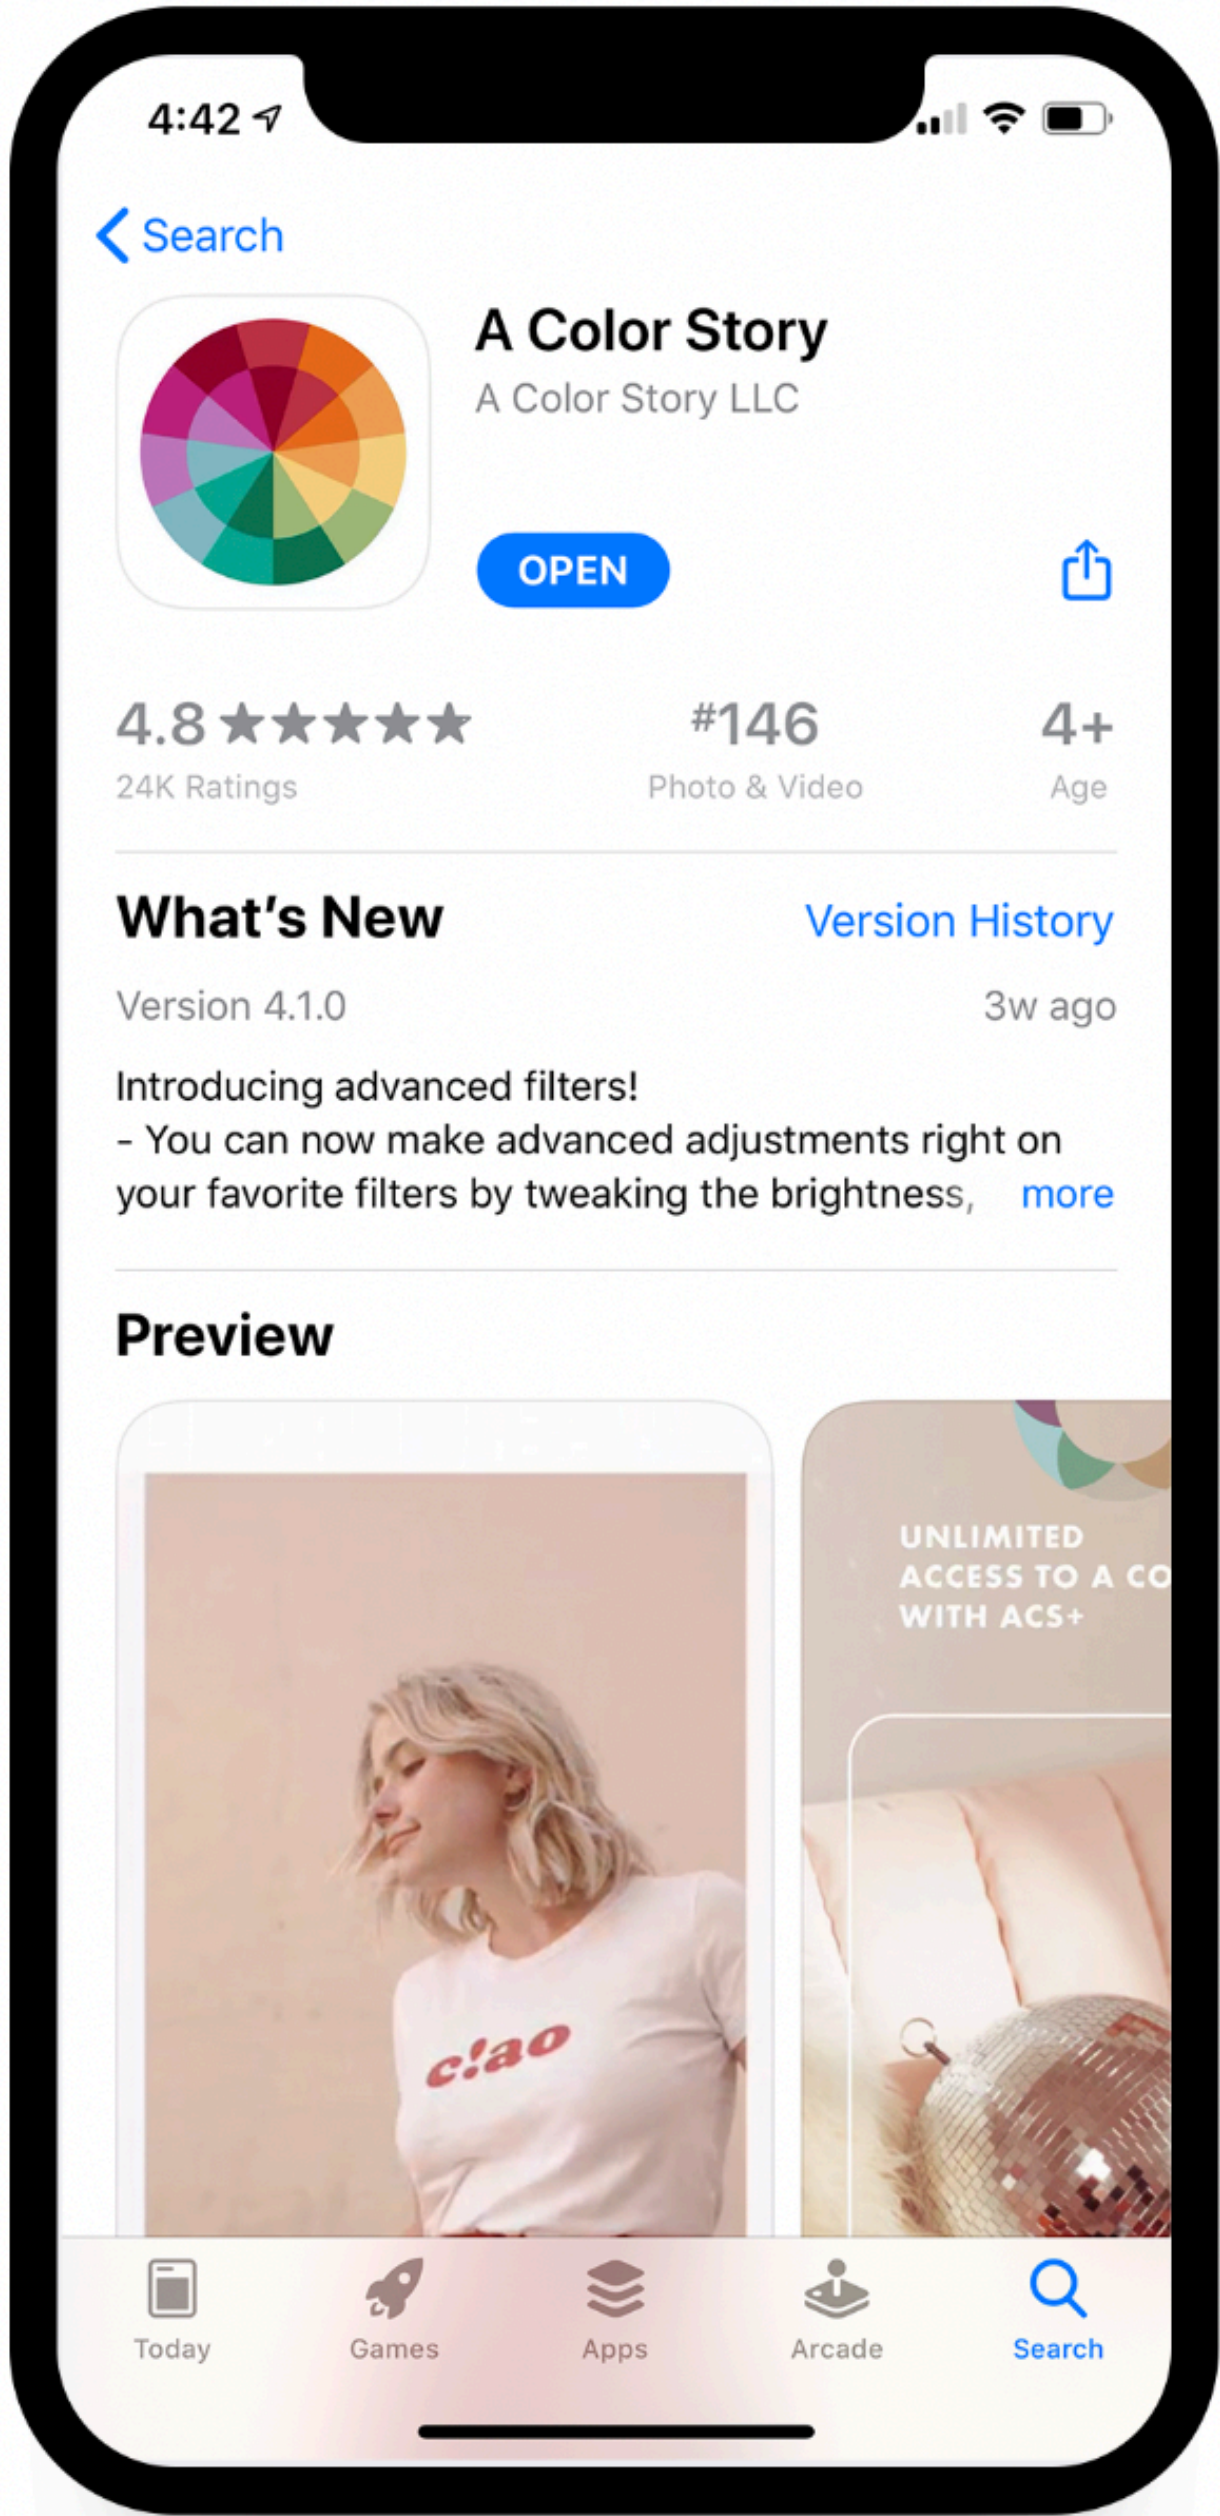 4:42
Search
A Color Story
A Color Story LLC
OPEN
4.8 ★★★★★
#146
4+
24K Ratings
Photo & Video
Age
What's New
Version History
Version 4.1.0
3w ago
Introducing advanced filters!
- You can now make advanced adjustments right on
your favorite filters by tweaking the brightness,
more
Preview
c!ao
UNLIMITED
ACCESS TO A CO
WITH ACS+
Today
Games
Apps
Arcade
Search